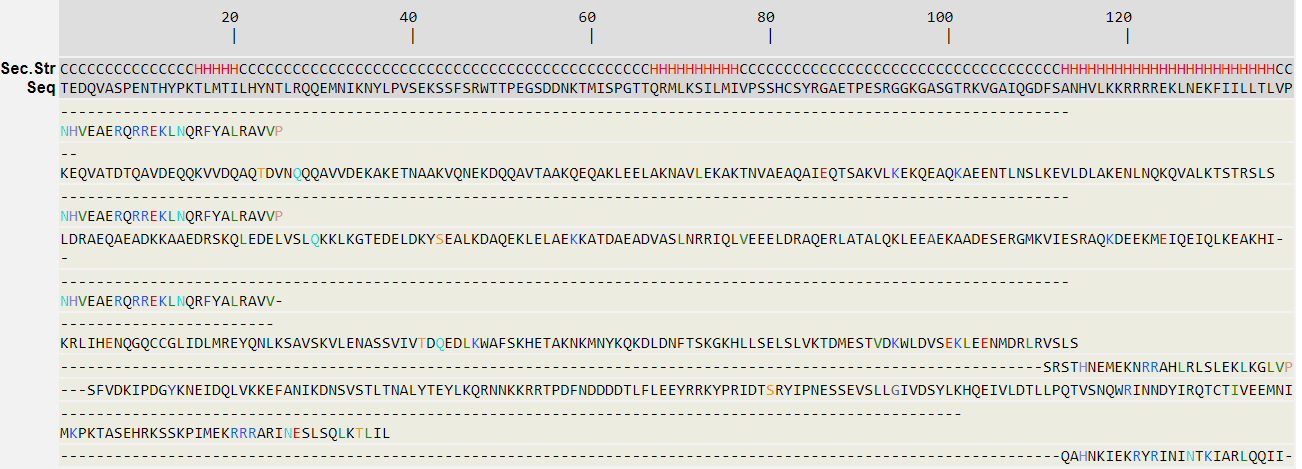 20 40 60 80 100 120
| | | | | |
Sec.Str CCCCCCCCCCCCCCCHHHHHCCCCCCCCCCCCCCCCCCCCCCCCCCCCCCCCCCCCCCCCCCCCCCHHHHHHHHHHCCCCCCCCCCCCCCCCCCCCCCCCCCCCCCCCCCCCHHHHHHHHHHHHHHHHHHHHHHHHCC
Seq TEDQVASPENTHYPKTLMTILHYNTLRQQEMNIKNYLPVSEKSSFSRWTTPEGSDDNKTMISPGTTQRMLKSILMIVPSSHCSYRGAETPESRGGKGASGTRKVGAIQGDFSANHVLKKRRRREKLNEKFIILLTLVP
-----------------------------------------------------------------------------------------------------------------
NHVEAERQRREKLNQRFYALRAVVP
--
KEQVATDTQAVDEQQKVVDQAQTDVNQQQAVVDEKAKETNAAKVQNEKDQQAVTAAKQEQAKLEELAKNAVLEKAKTNVAEAQAIEQTSAKVLKEKQEAQKAEENTLNSLKEVLDLAKENLNQKQVALKTSTRSLS
-----------------------------------------------------------------------------------------------------------------
NHVEAERQRREKLNQRFYALRAVVP
LDRAEQAEADKKAAEDRSKQLEDELVSLQKKLKGTEDELDKYSEALKDAQEKLELAEKKATDAEADVASLNRRIQLVEEELDRAQERLATALQKLEEAEKAADESERGMKVIESRAQKDEEKMEIQEIQLKEAKHI-
-
-----------------------------------------------------------------------------------------------------------------
NHVEAERQRREKLNQRFYALRAVV-
------------------------
KRLIHENQGQCCGLIDLMREYQNLKSAVSKVLENASSVIVTDQEDLKWAFSKHETAKNKMNYKQKDLDNFTSKGKHLLSELSLVKTDMESTVDKWLDVSEKLEENMDRLRVSLS
--------------------------------------------------------------------------------------------------------------SRSTHNEMEKNRRAHLRLSLEKLKGLVP
---SFVDKIPDGYKNEIDQLVKKEFANIKDNSVSTLTNALYTEYLKQRNNKKRRTPDFNDDDDTLFLEEYRRKYPRIDTSRYIPNESSEVSLLGIVDSYLKHQEIVLDTLLPQTVSNQWRINNDYIRQTCTIVEEMNI
-----------------------------------------------------------------------------------------------------
MKPKTASEHRKSSKPIMEKRRRARINESLSQLKTLIL
----------------------------------------------------------------------------------------------------------------QAHNKIEKRYRININTKIARLQQII-